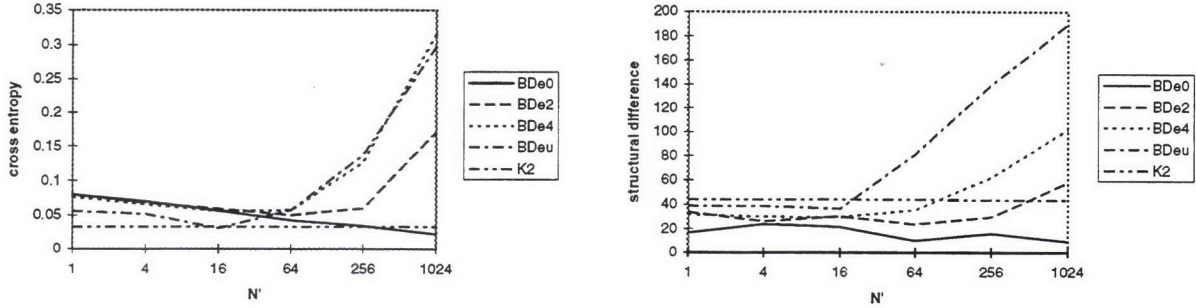 0.35
0.3
0.25
0.2
0.15
0.1
0.05
0
cross entropy
1 4 16 64 256 1024
N'
BDe0
BDe2
BDe4
BDeu
K2
200
180
160
140
120
100
80
60
40
20
0
structural difference
1 4 16 64 256 1024
N'
BDe0
BDe2
BDe4
BDeu
K2